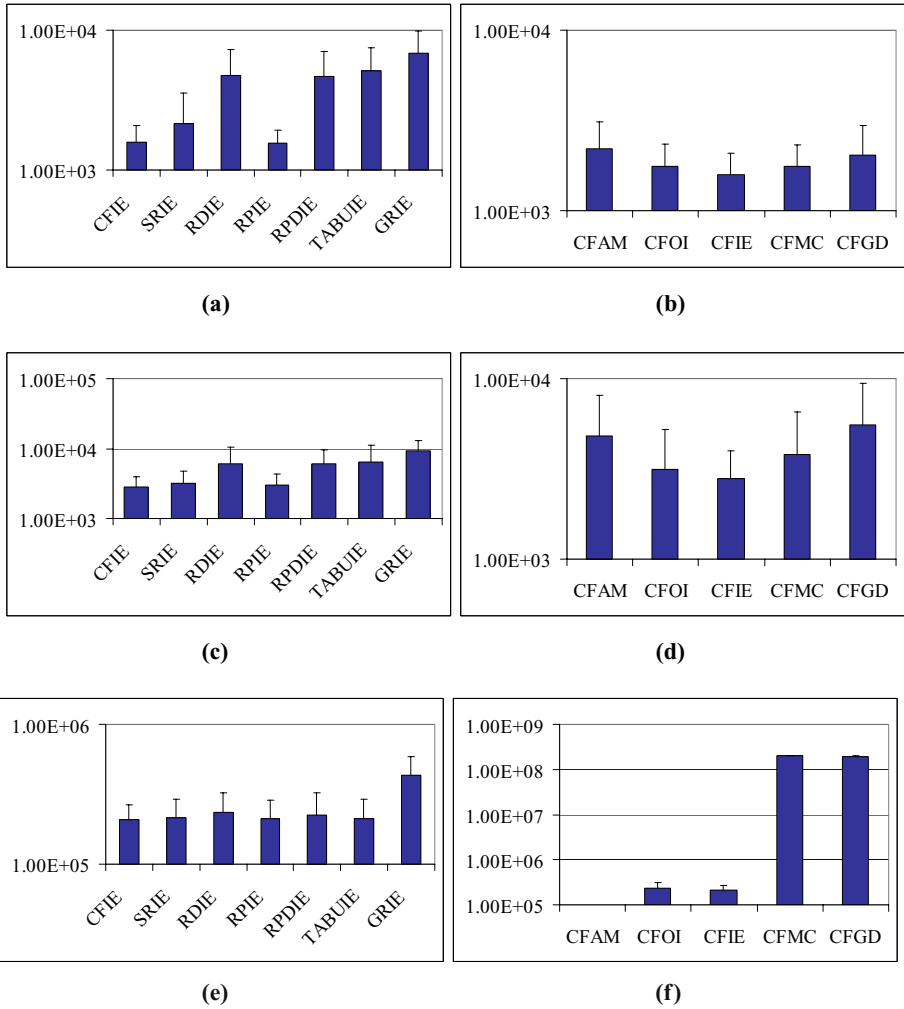 1.00E+04
1.00E+03
CFIE
SRIE
RDIE
RPIE
RPDIE
TABUIE
GRIE
(a)
1.00E+04
1.00E+03
CFAM CFOI CFIE CFMC CFGD
(b)
1.00E+05
1.00E+04
1.00E+03
CFIE
SRIE
RDIE
RPIE
RPDIE
TABUIE
GRIE
(c)
1.00E+04
1.00E+03
CFAM CFOI CFIE CFMC CFGD
(d)
1.00E+06
1.00E+05
CFIE
SRIE
RDIE
RPIE
RPDIE
TABUIE
GRIE
(e)
1.00E+09
1.00E+08
1.00E+07
1.00E+06
1.00E+05
CFAM CFOI CFIE CFMC CFGD
(f)